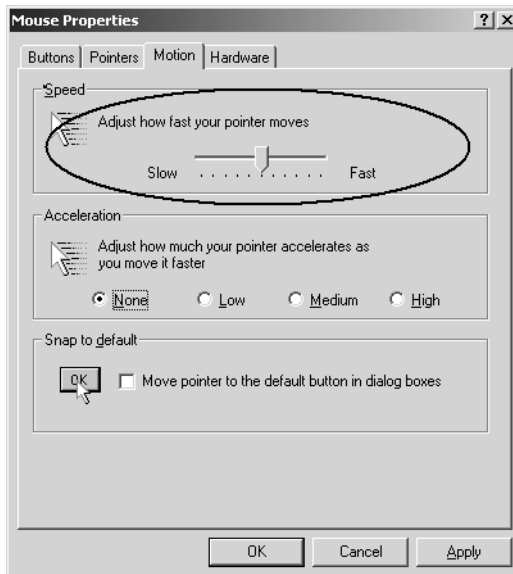 Mouse Properties
Buttons Pointers Motion Hardware
Speed
Adjust how fast your pointer moves
Slow Fast
Acceleration
Adjust how much your pointer accelerates as
you move it faster
None Low Medium High
Snap to default
OK Move pointer to the default button in dialog boxes
OK Cancel Apply